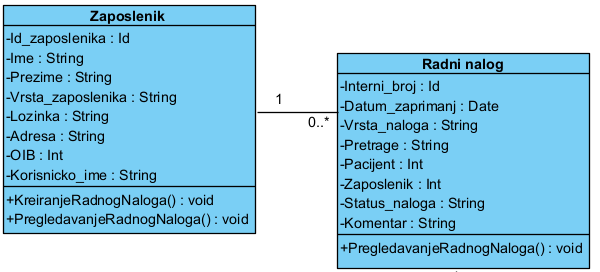 Zaposlenik
-Id_zaposlenika : Id
-Ime : String
-Prezime : String
-Vrsta_zaposlenika : String
-Lozinka : String
-Adresa : String
-OIB : Int
-Korisnicko_ime : String
+KreiranjeRadnogNaloga() : void
+PregledavanjeRadnogNaloga() : void
1
0..*
Radni nalog
-Interni_broj : Id
-Datum_zaprimanj : Date
-Vrsta_naloga : String
-Pretrage : String
-Pacijent : Int
-Zaposlenik : Int
-Status_naloga : String
-Komentar : String
+PregledavanjeRadnogNaloga() : void